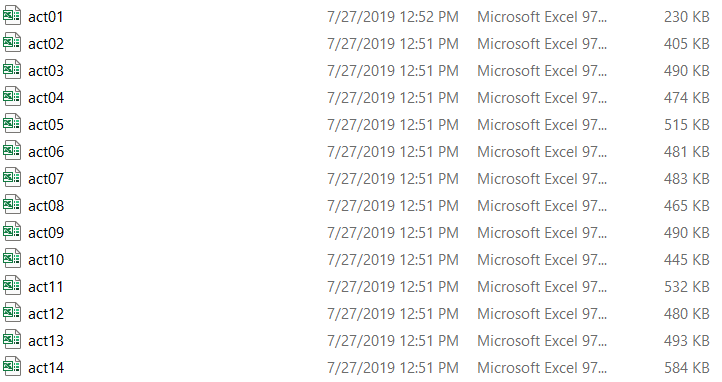 act01 7/27/2019 12:52 PM Microsoft Excel 97... 230 KB
act02 7/27/2019 12:51 PM Microsoft Excel 97... 405 KB
act03 7/27/2019 12:51 PM Microsoft Excel 97... 490 KB
act04 7/27/2019 12:51 PM Microsoft Excel 97... 474 KB
act05 7/27/2019 12:51 PM Microsoft Excel 97... 515 KB
act06 7/27/2019 12:51 PM Microsoft Excel 97... 481 KB
act07 7/27/2019 12:51 PM Microsoft Excel 97... 483 KB
act08 7/27/2019 12:51 PM Microsoft Excel 97... 465 KB
act09 7/27/2019 12:51 PM Microsoft Excel 97... 490 KB
act10 7/27/2019 12:51 PM Microsoft Excel 97... 445 KB
act11 7/27/2019 12:51 PM Microsoft Excel 97... 532 KB
act12 7/27/2019 12:51 PM Microsoft Excel 97... 480 KB
act13 7/27/2019 12:51 PM Microsoft Excel 97... 493 KB
act14 7/27/2019 12:51 PM Microsoft Excel 97... 584 KB